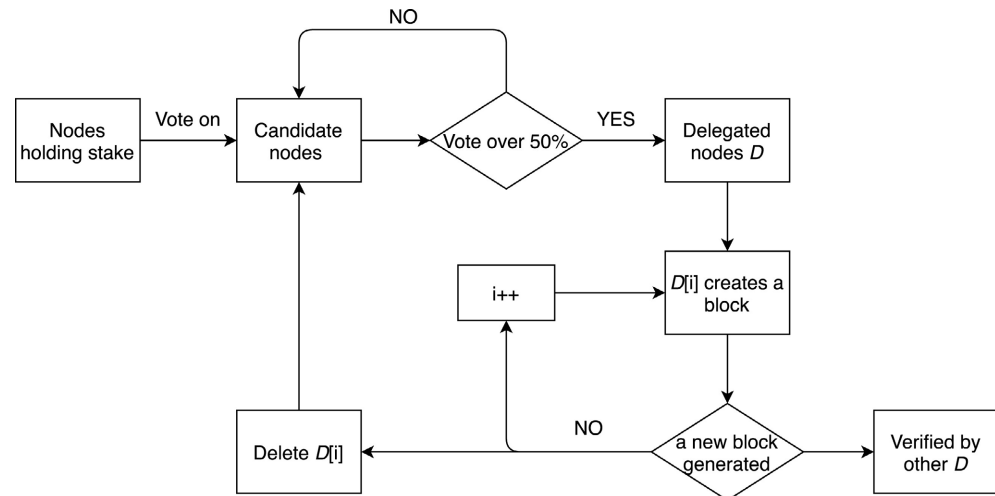 NO
Nodes
holding stake
Vote on
Candidate
nodes
Vote over 50%
YES
Delegated
nodes D
D[i] creates a
block
i++
NO
Delete D[i]
a new block
generated
Verified by
other D